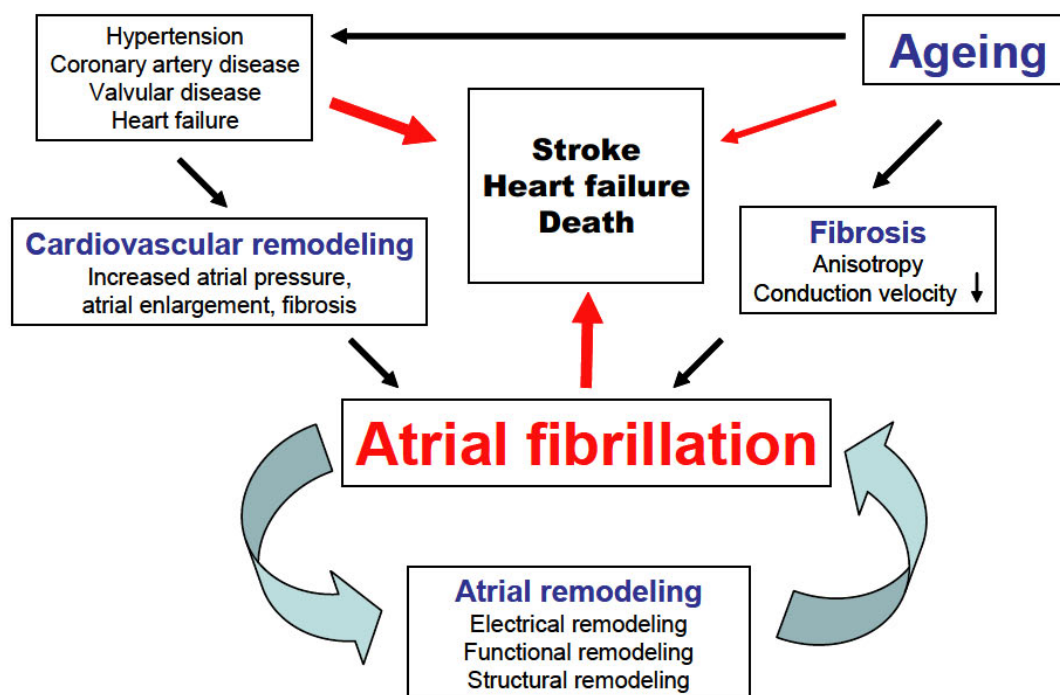 Hypertension
Coronary artery disease
Valvular disease
Heart failure
Ageing
Stroke
Heart failure
Death
Cardiovascular remodeling
Increased atrial pressure,
atrial enlargement, fibrosis
Fibrosis
Anisotropy
Conduction velocity ↓
Atrial fibrillation
Atrial remodeling
Electrical remodeling
Functional remodeling
Structural remodeling